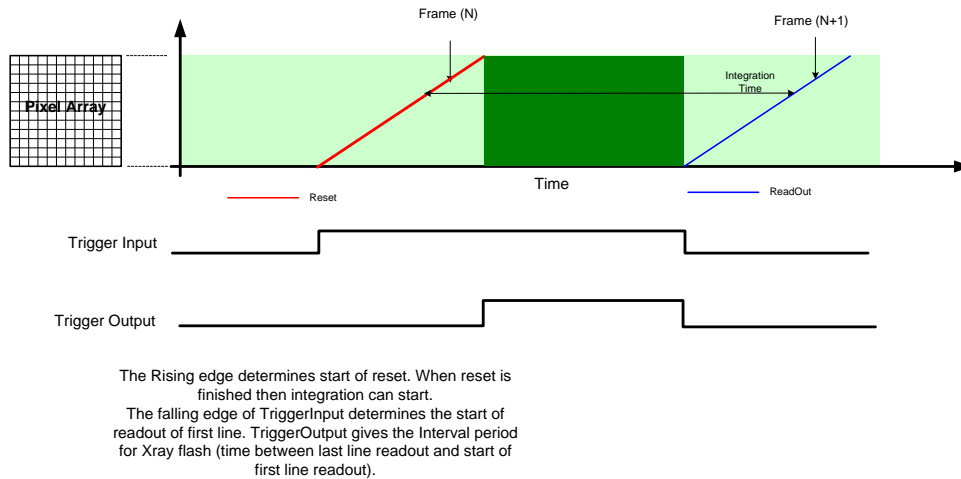 Frame (N)
Frame (N+1)
Pixel Array
Integration
Time
Time
Reset
ReadOut
Trigger Input
Trigger Output
The Rising edge determines start of reset. When reset is
finished then integration can start.
The falling edge of TriggerInput determines the start of
readout of first line. TriggerOutput gives the Interval period
for Xray flash (time between last line readout and start of
first line readout).